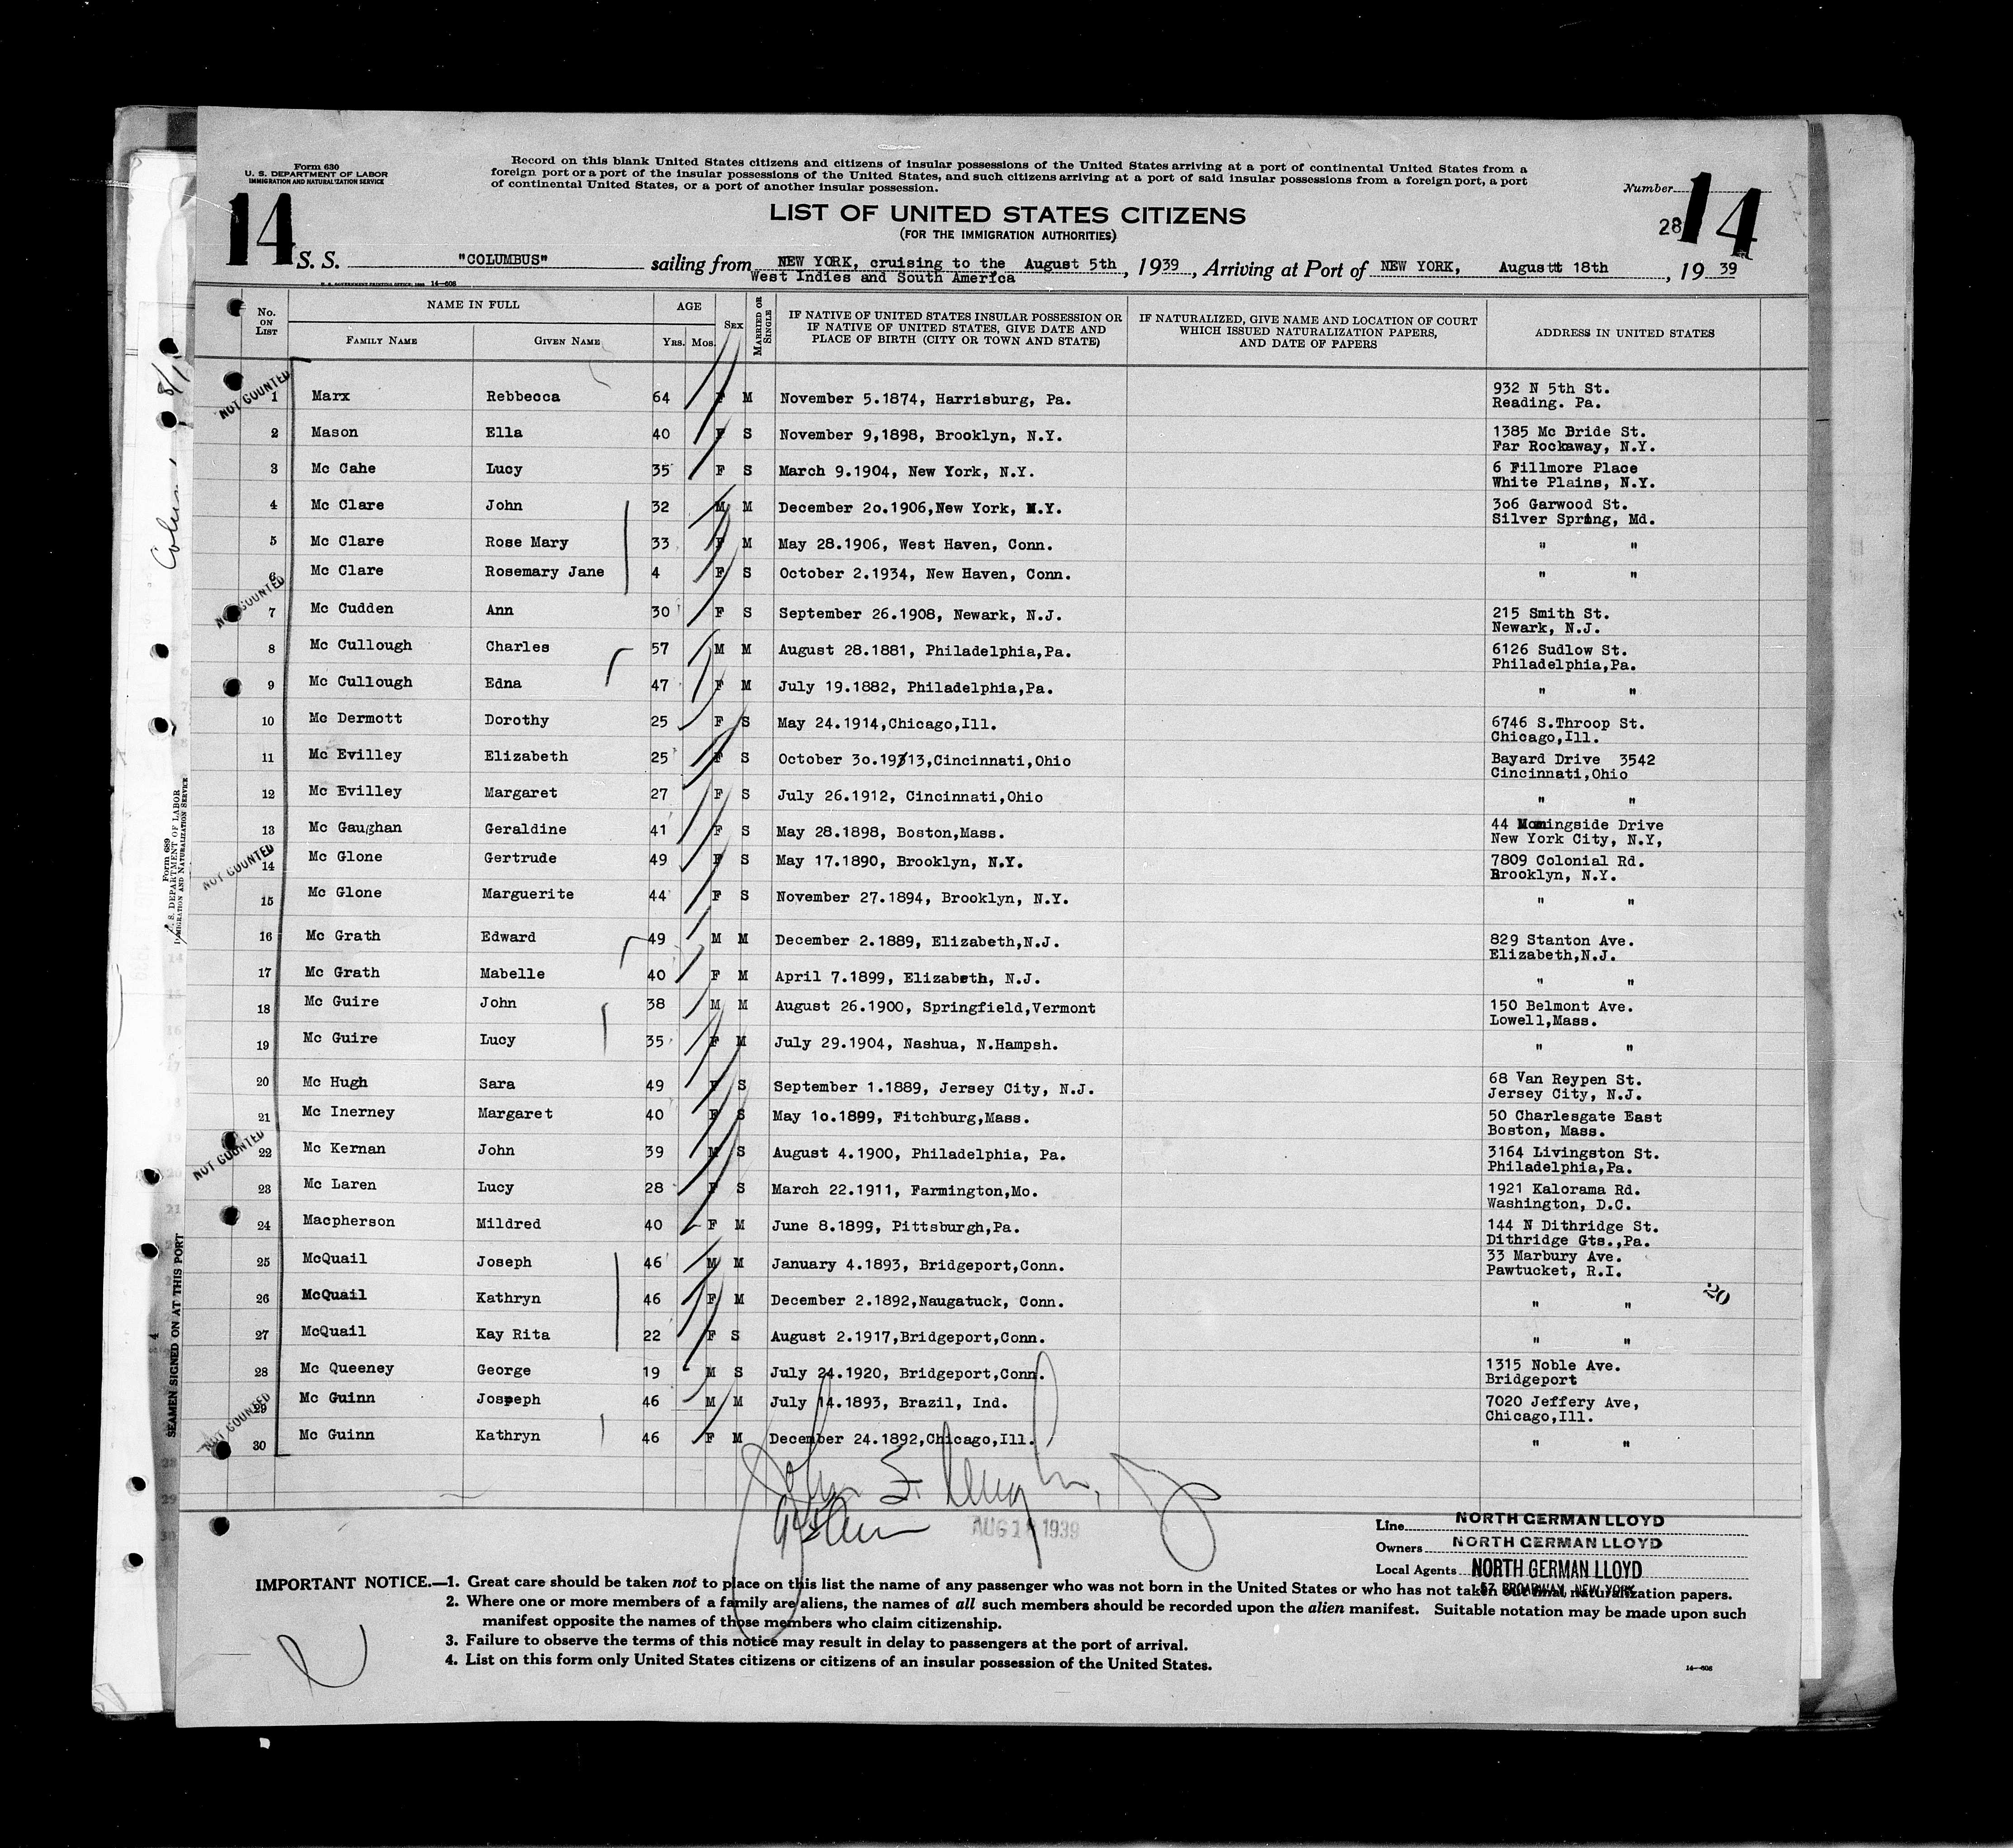 Form 630
U. S. DEPARTMENT OF LABOR
IMMIGRATION AND NATURALIZATION SERVICE
Record on this blank United States citizens and citizens of insular possessions of the United States arriving at a port of continental United States from a
foreign port or a port of the insular possessions of the United States, and such citizens arriving at a port of said insular possessions from a foreign port, a port
of continental United States, or a port of another insular possession.
Number
14
28
14
LIST OF UNITED STATES CITIZENS
(FOR THE IMMIGRATION AUTHORITIES)
S. S. "COLUMBUS" sailing from NEW YORK, cruising to the August 5th, 1939, Arriving at Port of NEW YORK, Augustt 18th, 19 39
West Indies and South America
U. S. GOVERNMENT PRINTING OFFICE 14-608
No. ON LIST
NAME IN FULL
FAMILY NAME GIVEN NAME
AGE
Yrs. Mos.
SEX
MARRIED OR SINGLE
IF NATIVE OF UNITED STATES INSULAR POSSESSION OR
IF NATIVE OF UNITED STATES, GIVE DATE AND
PLACE OF BIRTH (CITY OR TOWN AND STATE)
IF NATURALIZED, GIVE NAME AND LOCATION OF COURT
WHICH ISSUED NATURALIZATION PAPERS,
AND DATE OF PAPERS
ADDRESS IN UNITED STATES
NOT COUNTED
1 Marx Rebbecca 64 F M November 5.1874, Harrisburg, Pa. 932 N 5th St.
Reading. Pa.
2 Mason Ella 40 F S November 9,1898, Brooklyn, N.Y. 1385 Mc Bride St.
Far Rockaway, N.Y.
3 Mc Cahe Lucy 35 F S March 9.1904, New York, N.Y. 6 Fillmore Place
White Plains, N.Y.
4 Mc Clare John 32 M M December 2o.1906,New York, N.Y. 3o6 Garwood St.
Silver Spring, Md.
5 Mc Clare Rose Mary 33 F M May 28.1906, West Haven, Conn. " "
6 Mc Clare Rosemary Jane 4 F S October 2.1934, New Haven, Conn. " "
NOT COUNTED
7 Mc Cudden Ann 30 F S September 26.1908, Newark, N.J. 215 Smith St.
Newark, N.J.
8 Mc Cullough Charles 57 M M August 28.1881, Philadelphia,Pa. 6126 Sudlow St.
Philadelphia,Pa.
9 Mc Cullough Edna 47 F M July 19.1882, Philadelphia,Pa. " "
10 Mc Dermott Dorothy 25 F S May 24.1914,Chicago,Ill. 6746 S.Throop St.
Chicago,Ill.
11 Mc Evilley Elizabeth 25 F S October 3o.19313,Cincinnati,Ohio Bayard Drive 3542
Cincinnati,Ohio
12 Mc Evilley Margaret 27 F S July 26.1912, Cincinnati,Ohio " "
13 Mc Gaughan Geraldine 41 F S May 28.1898, Boston,Mass. 44 Morningside Drive
New York City, N.Y,
NOT COUNTED
14 Mc Glone Gertrude 49 F S May 17.1890, Brooklyn, N.Y. 7809 Colonial Rd.
Brooklyn, N.Y.
15 Mc Glone Marguerite 44 F S November 27.1894, Brooklyn, N.Y. " "
16 Mc Grath Edward 49 M M December 2.1889, Elizabeth,N.J. 829 Stanton Ave.
Elizabeth,N.J.
17 Mc Grath Mabelle 40 F M April 7.1899, Elizabeth, N.J. " "
18 Mc Guire John 38 M M August 26.1900, Springfield,Vermont 150 Belmont Ave.
Lowell,Mass.
19 Mc Guire Lucy 35 F M July 29.1904, Nashua, N.Hampsh. " "
20 Mc Hugh Sara 49 F S September 1.1889, Jersey City, N.J. 68 Van Reypen St.
Jersey City, N.J.
21 Mc Inerney Margaret 40 F S May 1o.1899, Fitchburg,Mass. 50 Charlesgate East
Boston, Mass.
NOT COUNTED
22 Mc Kernan John 39 M S August 4.1900, Philadelphia, Pa. 3164 Livingston St.
Philadelphia,Pa.
23 Mc Laren Lucy 28 F S March 22.1911, Farmington,Mo. 1921 Kalorama Rd.
Washington, D.C.
24 Macpherson Mildred 40 F M June 8.1899, Pittsburgh,Pa. 144 N Dithridge St.
Dithridge Gts.,Pa.
25 McQuail Joseph 46 M M January 4.1893, Bridgeport,Conn. 33 Marbury Ave.
Pawtucket, R.I.
26 McQuail Kathryn 46 F M December 2.1892,Naugatuck, Conn. " "
20
27 McQuail Kay Rita 22 F S August 2.1917,Bridgeport,Conn. " "
28 Mc Queeney George 19 M S July 24.1920, Bridgeport,Conn. 1315 Noble Ave.
Bridgeport
NOT COUNTED
29 Mc Guinn Jospeph 46 M M July 14.1893, Brazil, Ind. 7020 Jeffery Ave,
Chicago,Ill.
30 Mc Guinn Kathryn 46 F M December 24.1892,Chicago,Ill. " "
AUG 1 1939
Line NORTH GERMAN LLOYD
Owners NORTH GERMAN LLOYD
Local Agents NORTH GERMAN LLOYD
57 BROADWAY, NEW YORK
IMPORTANT NOTICE.—1. Great care should be taken not to place on this list the name of any passenger who was not born in the United States or who has not taken out final naturalization papers.
2. Where one or more members of a family are aliens, the names of all such members should be recorded upon the alien manifest. Suitable notation may be made upon such
manifest opposite the names of those members who claim citizenship.
3. Failure to observe the terms of this notice may result in delay to passengers at the port of arrival.
4. List on this form only United States citizens or citizens of an insular possession of the United States.
14-608
Form 689
U. S. DEPARTMENT OF LABOR
IMMIGRATION AND NATURALIZATION SERVICE
SEAMEN SIGNED ON AT THIS PORT